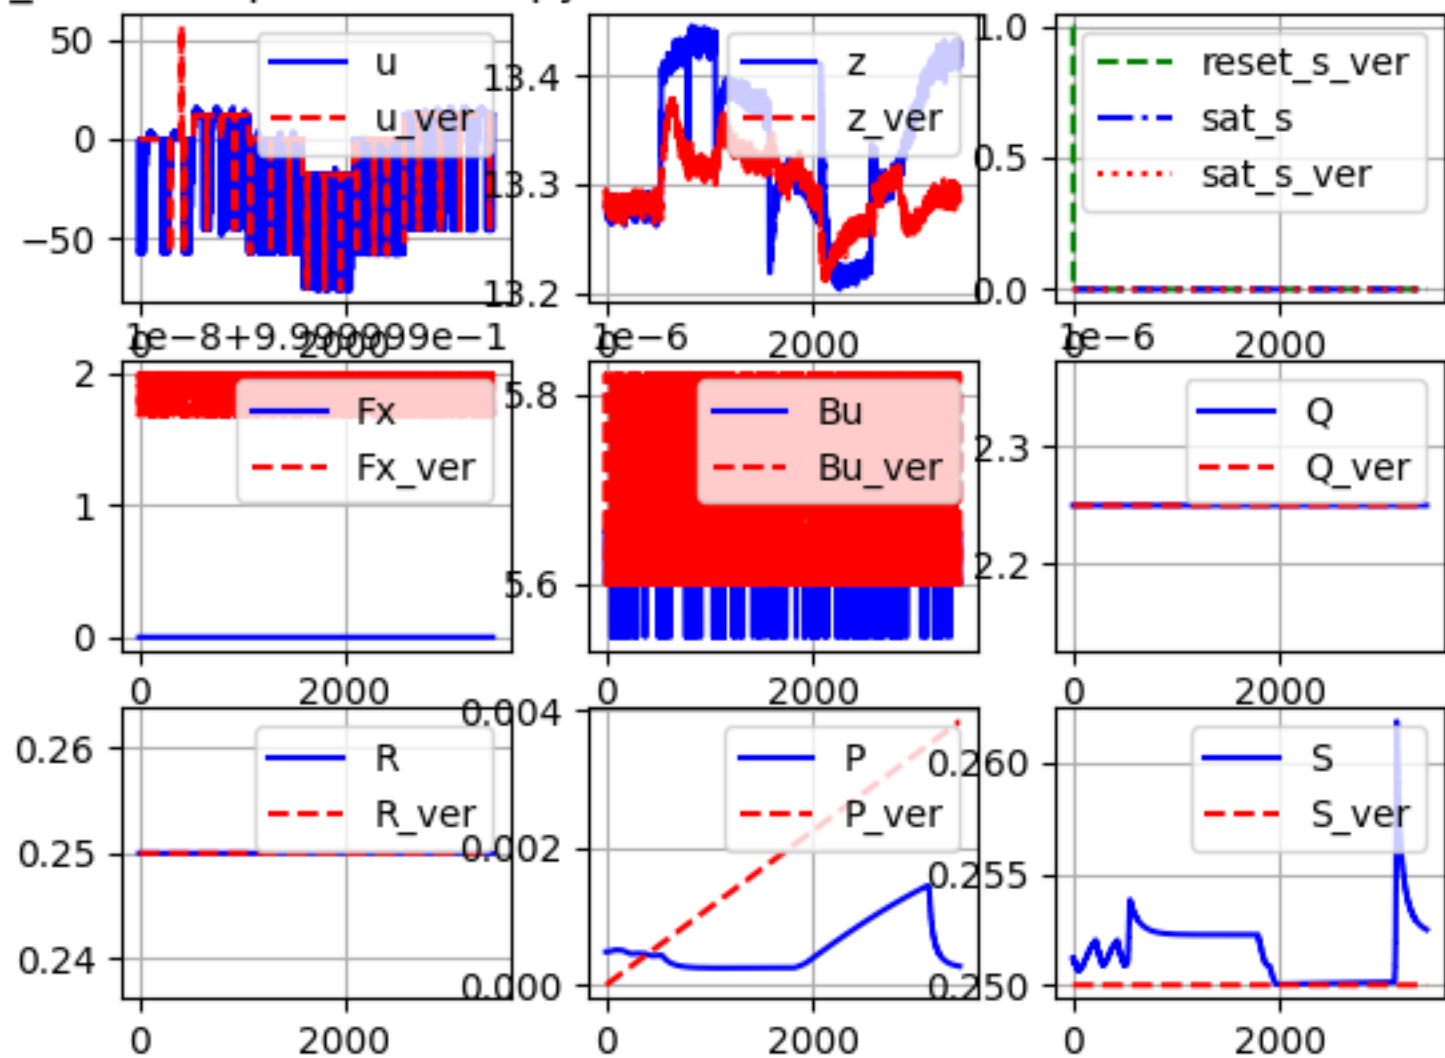 50
0
−50
u
u_ver
13.4
13.3
13.2
z
z_ver
1.0
0.5
0.0
reset_s_ver
sat_s
sat_s_ver
0
2000
0
2000
0
2000
1e−8+9.999999e−1
1e−6
1e−6
2
1
0
Fx
Fx_ver
5.8
5.6
Bu
Bu_ver
2.3
2.2
Q
Q_ver
0
2000
0
2000
0
2000
0.26
0.25
0.24
R
R_ver
0.004
0.002
0.000
P
P_ver
0.260
0.255
0.250
S
S_ver
0
2000
0
2000
0
2000